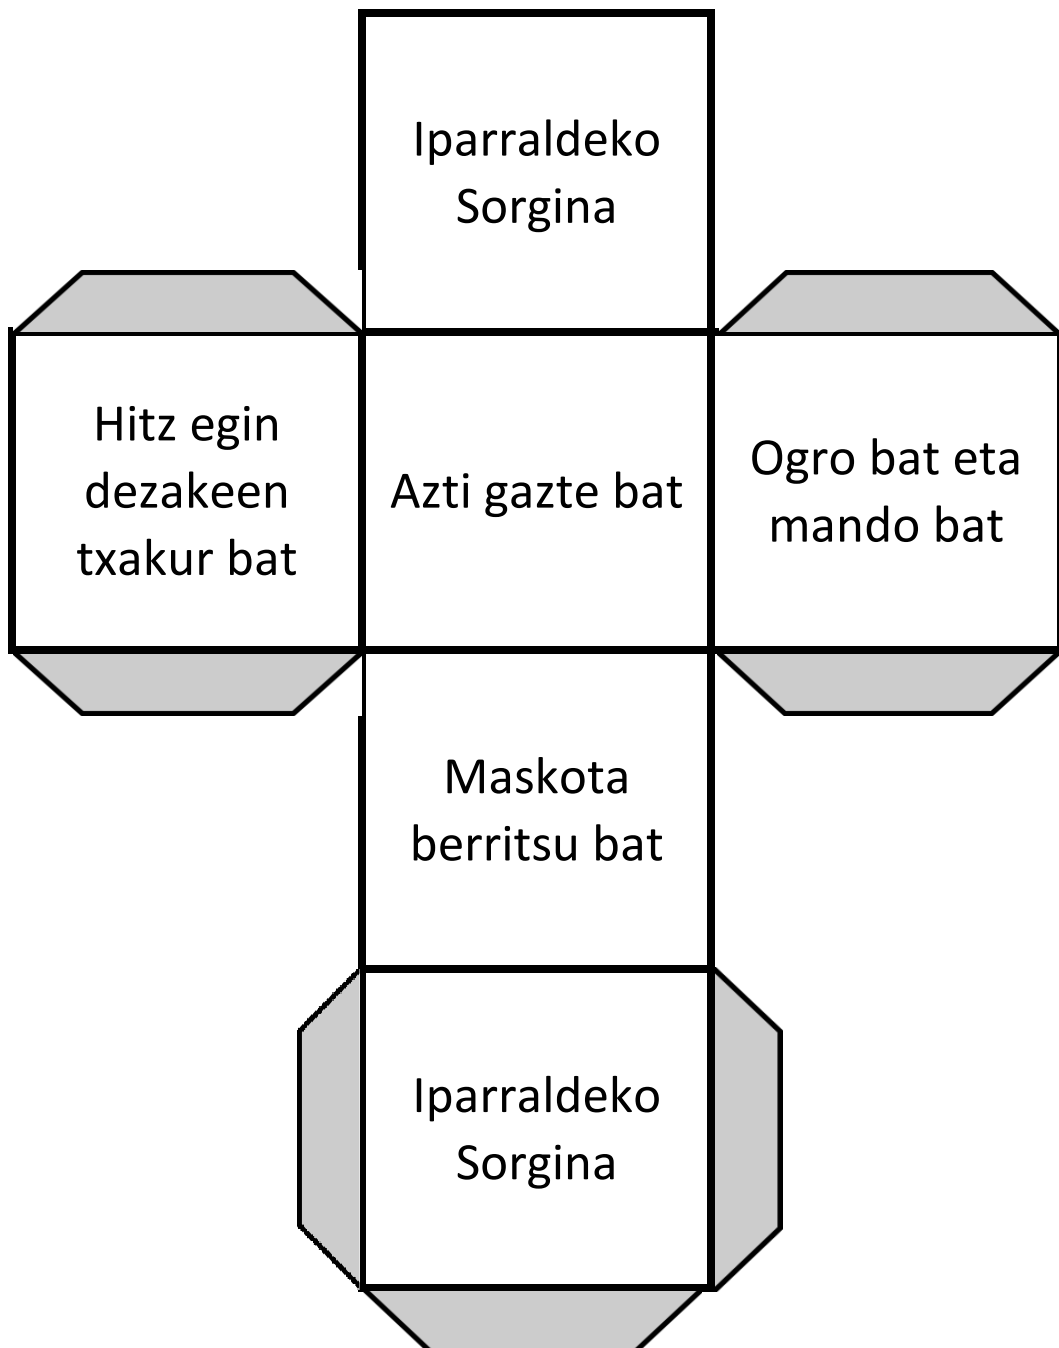 Iparraldeko
Sorgina
Hitz egin
dezakeen
txakur bat
Azti gazte bat
Ogro bat eta
mando bat
Maskota
berritsu bat
Iparraldeko
Sorgina